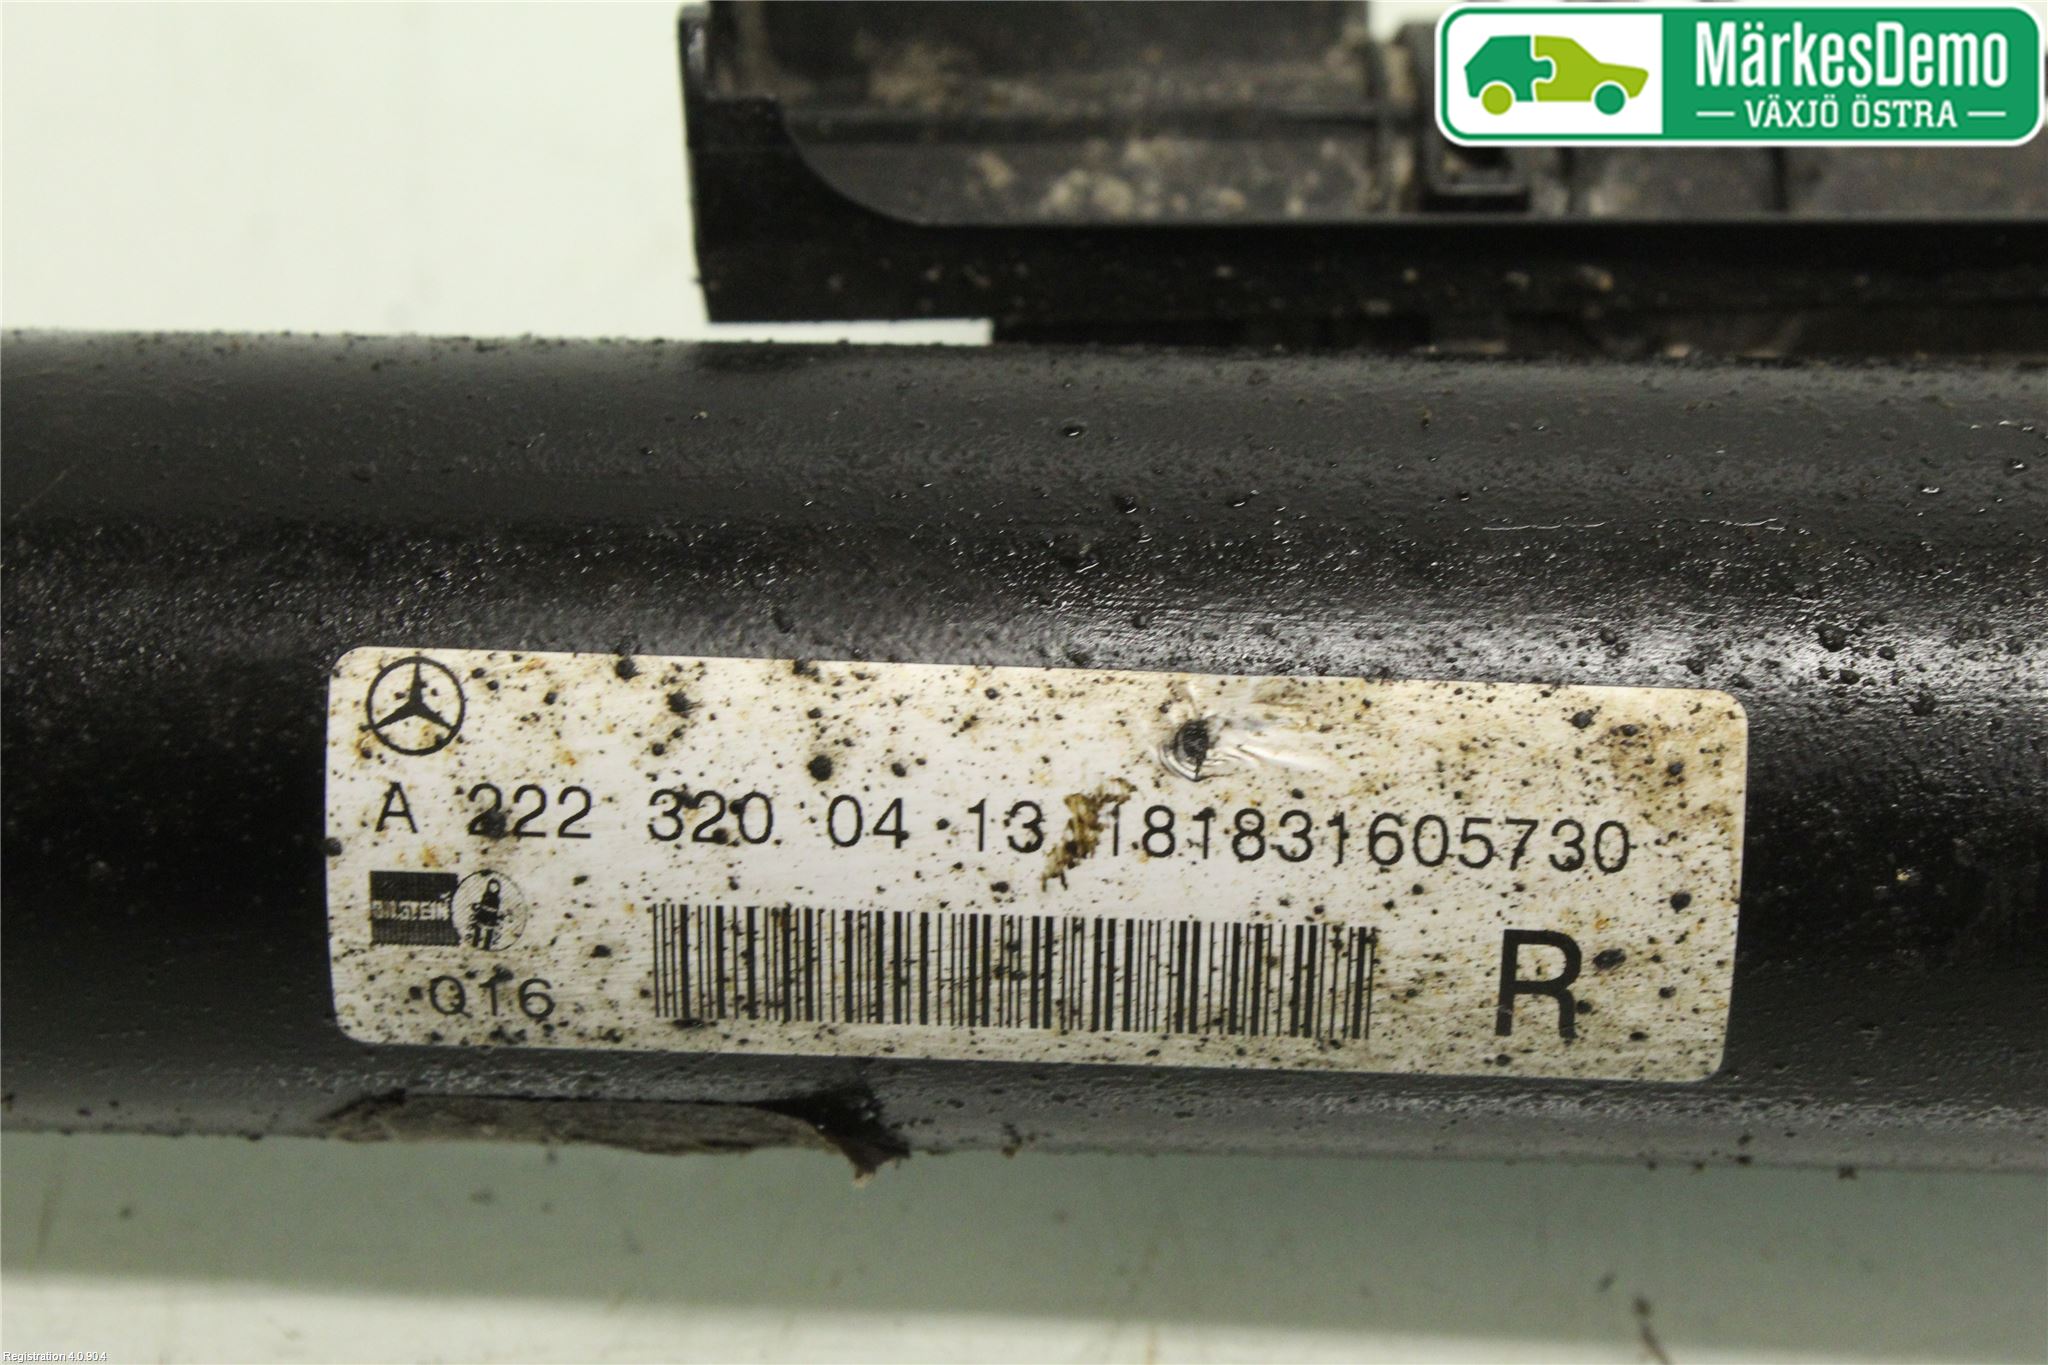 MärkesDemo
VÄXJÖ ÖSTRA
A 222 320 04 13 181831605730
BILSTEIN
Q16
R
Registration 4.0.90.4